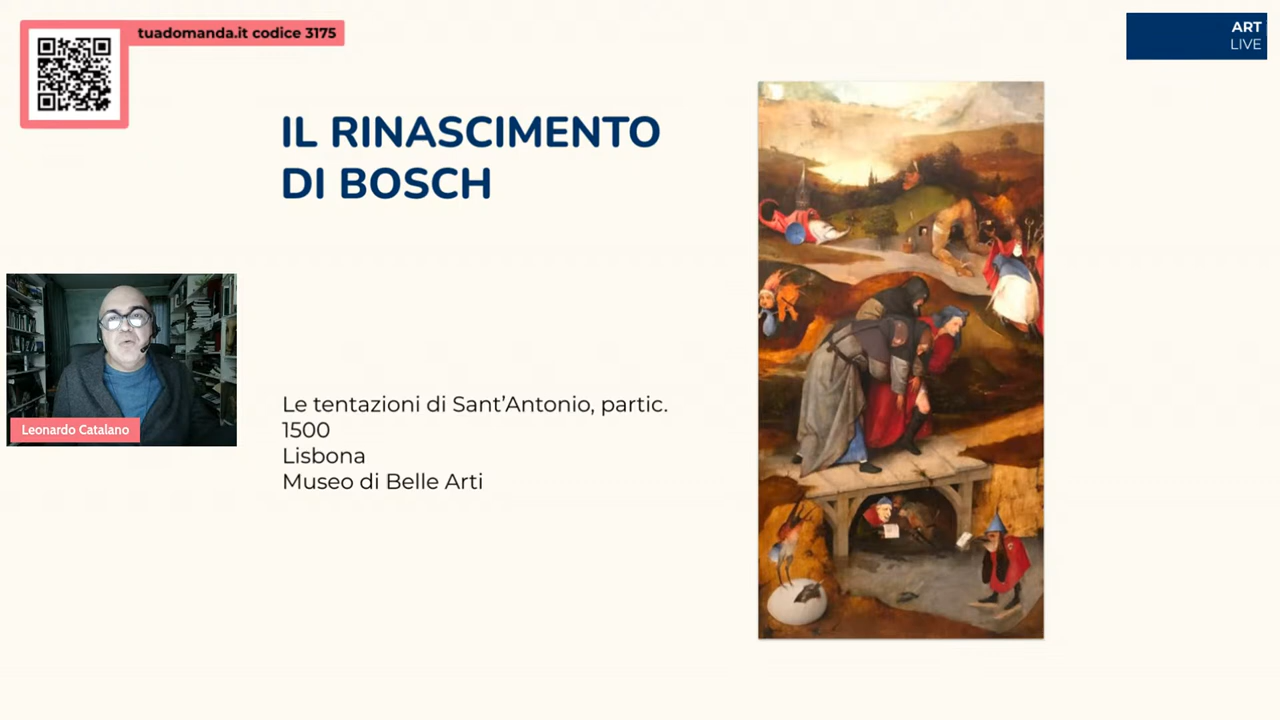 tuadomanda.it codice 3175
ART
LIVE
IL RINASCIMENTO
DI BOSCH
Leonardo Catalano
Le tentazioni di Sant’Antonio, partic.
1500
Lisbona
Museo di Belle Arti